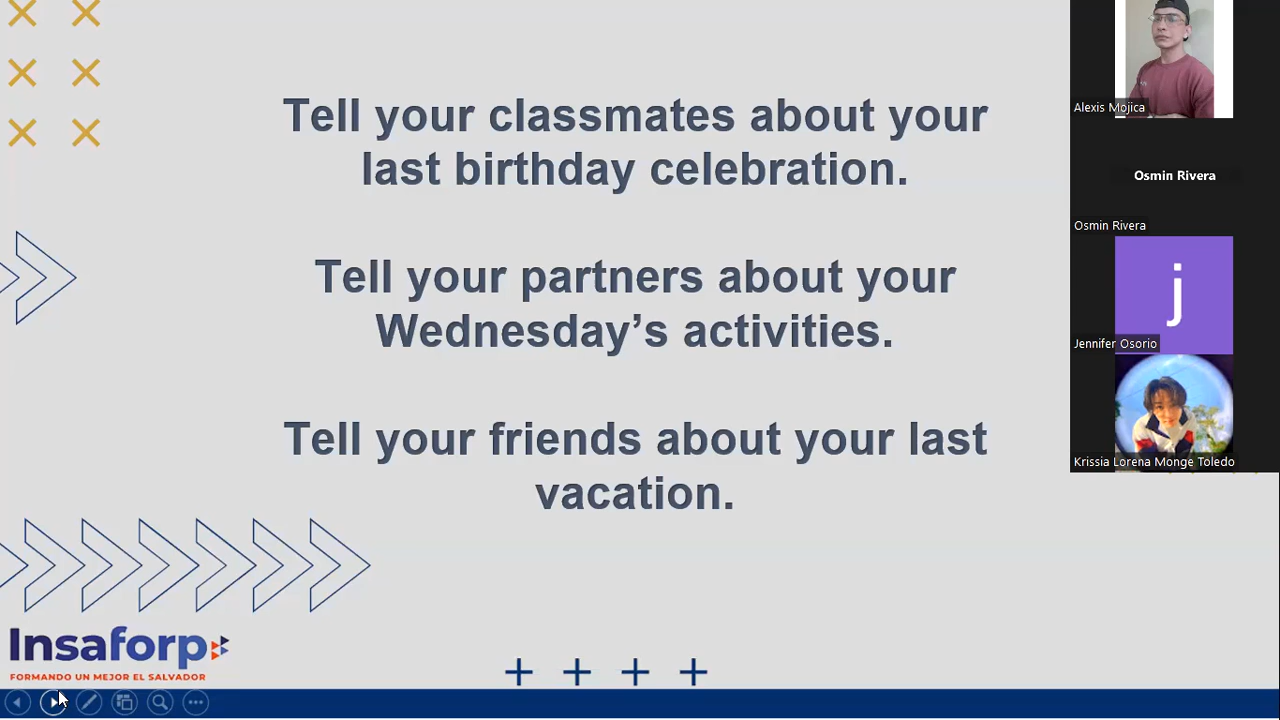 Tell your classmates about your
last birthday celebration.
Tell your partners about your
Wednesday’s activities.
Tell your friends about your last
vacation.
Insaforp
FORMANDO UN MEJOR EL SALVADOR
Alexis Mojica
Osmin Rivera
Osmin Rivera
j
Jennifer Osorio
Krissia Lorena Monge Toledo